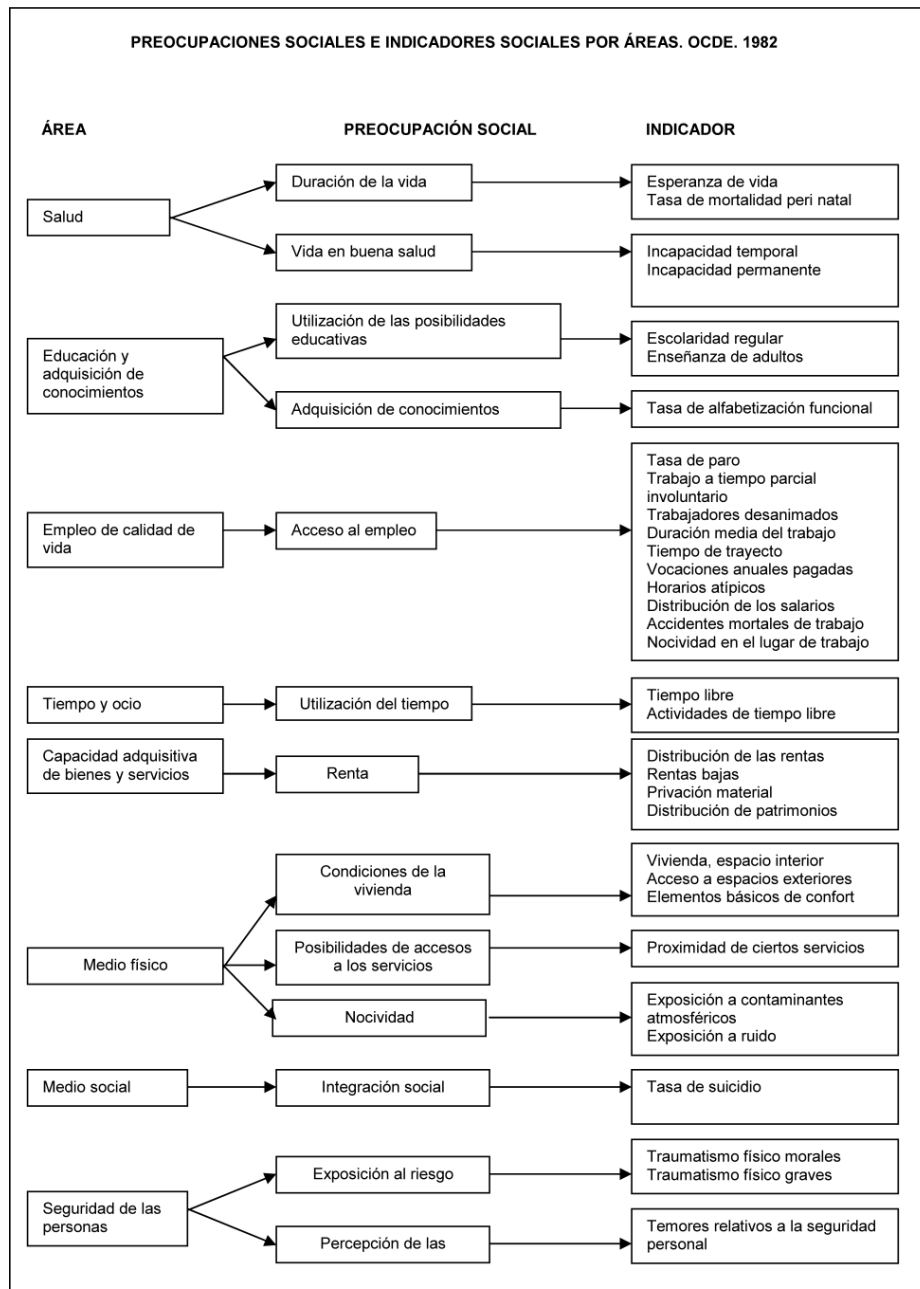 PREOCUPACIONES SOCIALES E INDICADORES SOCIALES POR ÁREAS. OCDE. 1982
ÁREA
PREOCUPACIÓN SOCIAL
INDICADOR
Salud
Duración de la vida
Esperanza de vida
Tasa de mortalidad peri natal
Vida en buena salud
Incapacidad temporal
Incapacidad permanente
Educación y
adquisición de
conocimientos
Utilización de las posibilidades
educativas
Escolaridad regular
Enseñanza de adultos
Adquisición de conocimientos
Tasa de alfabetización funcional
Empleo de calidad de
vida
Acceso al empleo
Tasa de paro
Trabajo a tiempo parcial
involuntario
Trabajadores desanimados
Duración media del trabajo
Tiempo de trayecto
Vocaciones anuales pagadas
Horarios atípicos
Distribución de los salarios
Accidentes mortales de trabajo
Nocividad en el lugar de trabajo
Tiempo y ocio
Utilización del tiempo
Tiempo libre
Actividades de tiempo libre
Capacidad adquisitiva
de bienes y servicios
Renta
Distribución de las rentas
Rentas bajas
Privación material
Distribución de patrimonios
Medio físico
Condiciones de la
vivienda
Vivienda, espacio interior
Acceso a espacios exteriores
Elementos básicos de confort
Posibilidades de accesos
a los servicios
Proximidad de ciertos servicios
Nocividad
Exposición a contaminantes
atmosféricos
Exposición a ruido
Medio social
Integración social
Tasa de suicidio
Seguridad de las
personas
Exposición al riesgo
Traumatismo físico morales
Traumatismo físico graves
Percepción de las
Temores relativos a la seguridad
personal